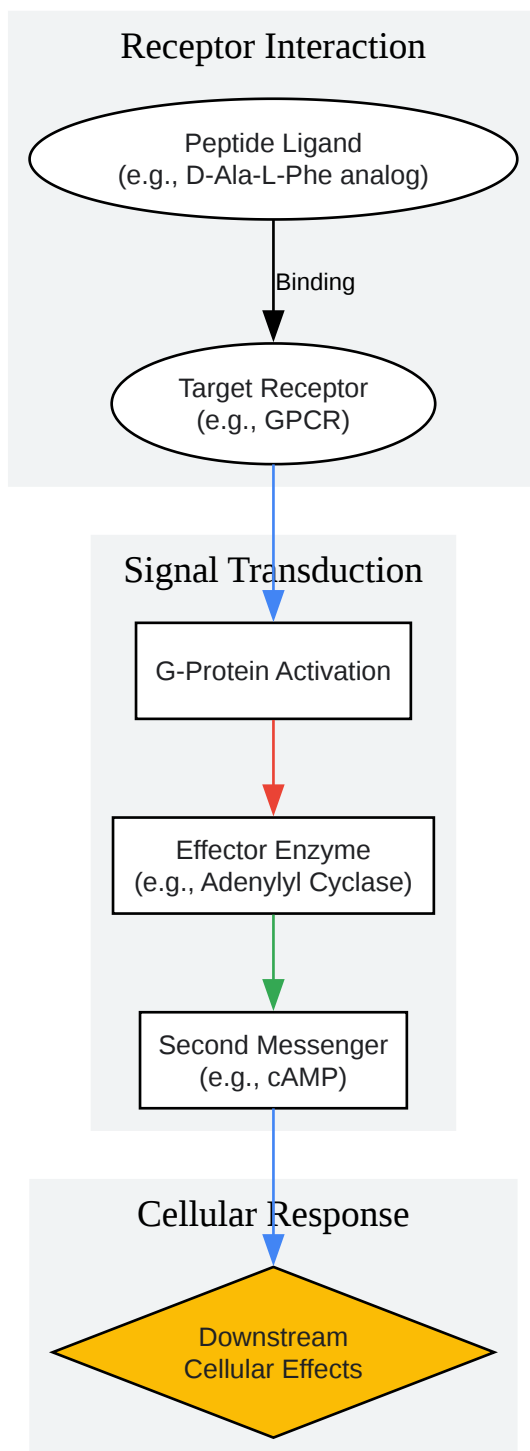 Receptor Interaction
Peptide Ligand
(e.g., D-Ala-L-Phe analog)
Binding
Target Receptor
(e.g., GPCR)
Signal Transduction
G-Protein Activation
Effector Enzyme
(e.g., Adenylyl Cyclase)
Second Messenger
(e.g., cAMP)
Cellular Response
Downstream
Cellular Effects